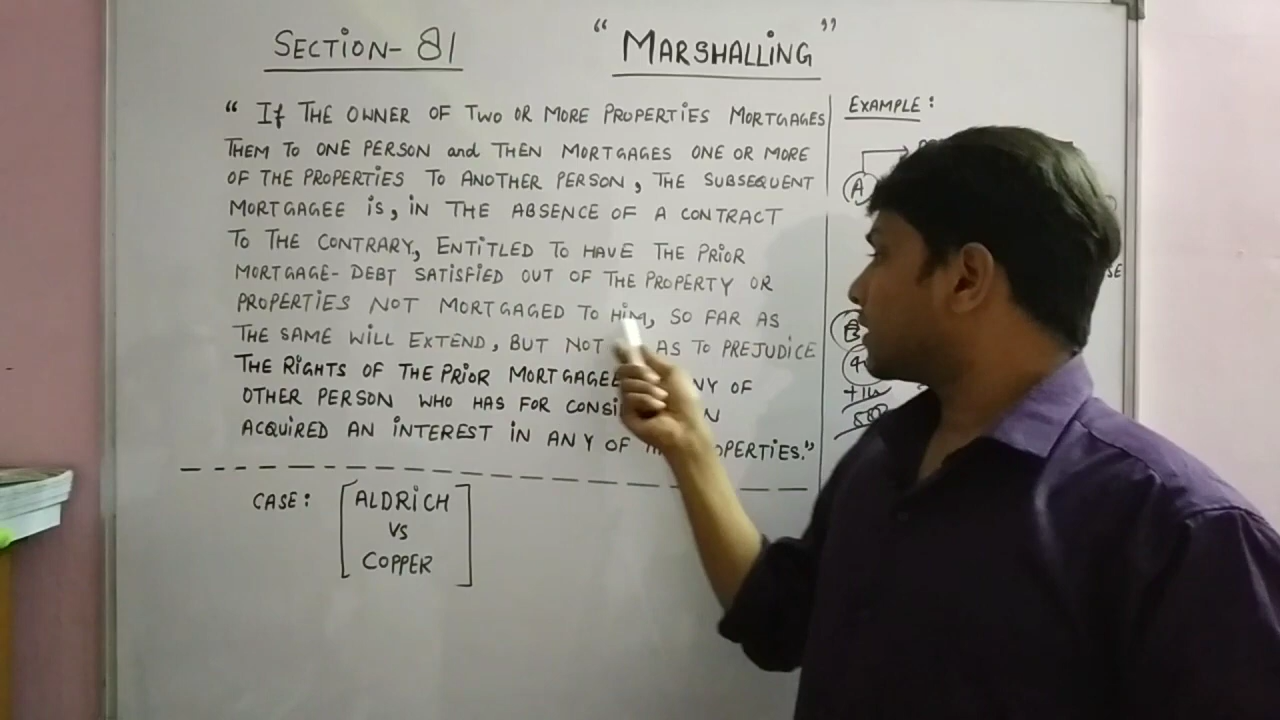 SECTION- 81
“MARSHALLING”
“ If THE OWNER OF TWO OR MORE PROPERTIES MORTGAGES
THEM TO ONE PERSON and THEN MORTGAGES ONE OR MORE
OF THE PROPERTIES TO ANOTHER PERSON, THE SUBSEQUENT
MORTGAGEE IS, IN THE ABSENCE OF A CONTRACT
TO THE CONTRARY, ENTITLED TO HAVE THE PRIOR
MORTGAGE- DEBT SATISFIED OUT OF THE PROPERTY OR
PROPERTIES NOT MORTGAGED TO HIM, SO FAR AS
THE SAME WILL EXTEND, BUT NOT AS TO PREJUDICE
THE RIGHTS OF THE PRIOR MORTGAGEE OF
OTHER PERSON WHO HAS FOR
ACQUIRED AN INTEREST IN ANY OF
CASE: ALDRICH
VS
COPPER
EXAMPLE:
A